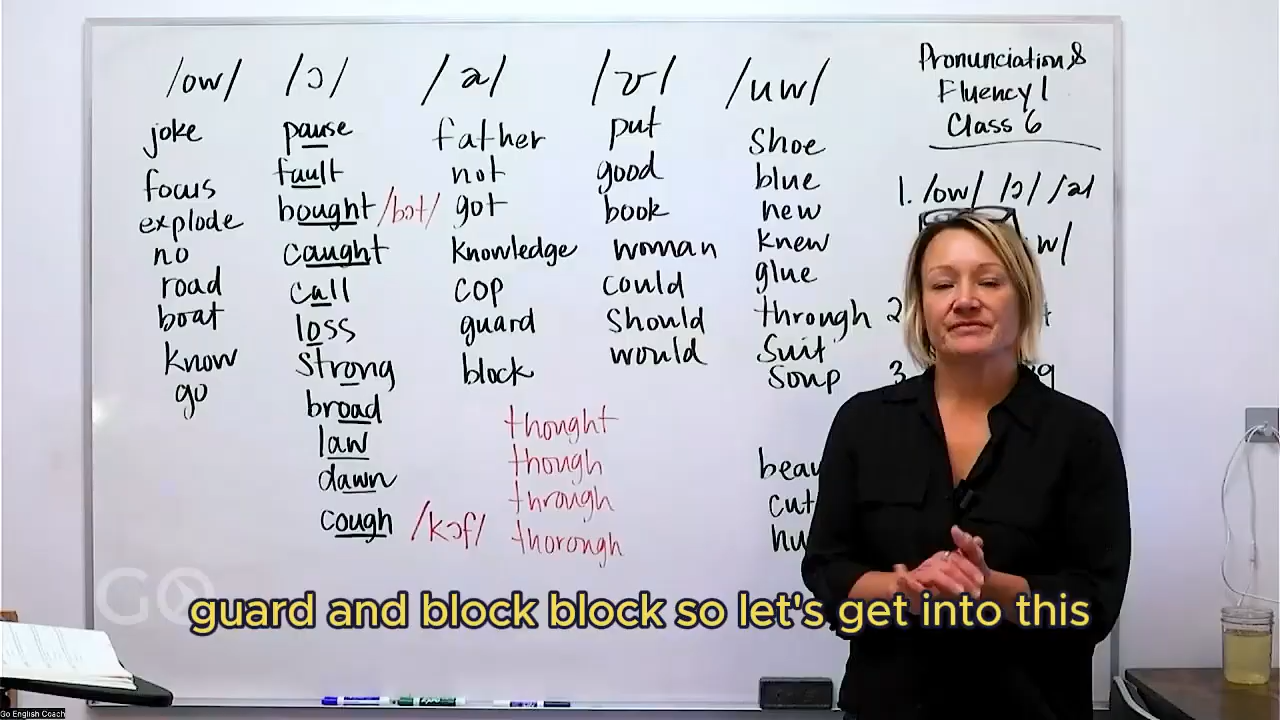 /ow/ /ɔ/ /a/ /ʊ/ /uw/
joke
focus
explode
no
road
boat
know
go
pause
fault
bought /bɔt/
caught
call
loss
strong
broad
law
dawn
cough /kɔf/
father
not
got
knowledge
cop
guard
block
thought
though
through
thorough
put
good
book
woman
could
should
would
shoe
blue
new
knew
glue
through
suit
soup
Pronunciation &
Fluency 1
Class 6
1. /ow/ /ɔ/ /a/
w/
2
3.
GO
guard and block block so let's get into this
Go English Coach